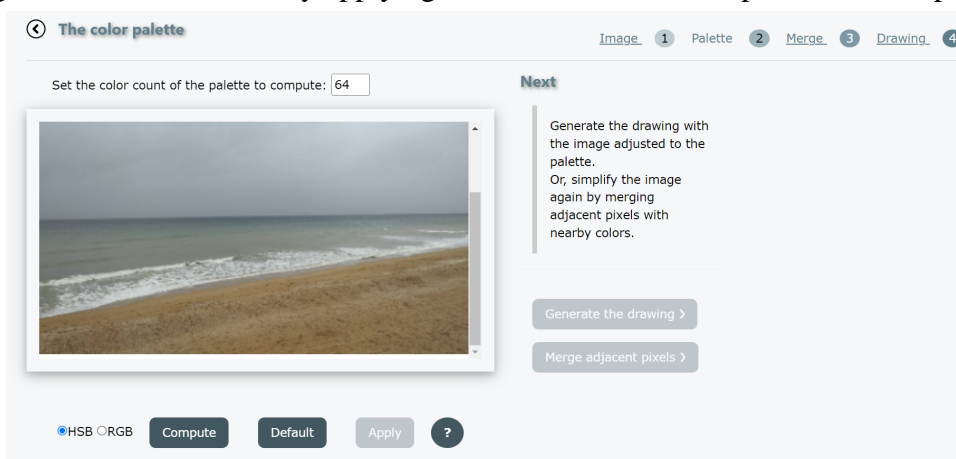 The color palette
Image 1 Palette 2 Merge 3 Drawing 4
Set the color count of the palette to compute: 64
Next
Generate the drawing with
the image adjusted to the
palette.
Or, simplify the image
again by merging
adjacent pixels with
nearby colors.
Generate the drawing ❯
Merge adjacent pixels ❯
HSB RGB Compute Default Apply ?